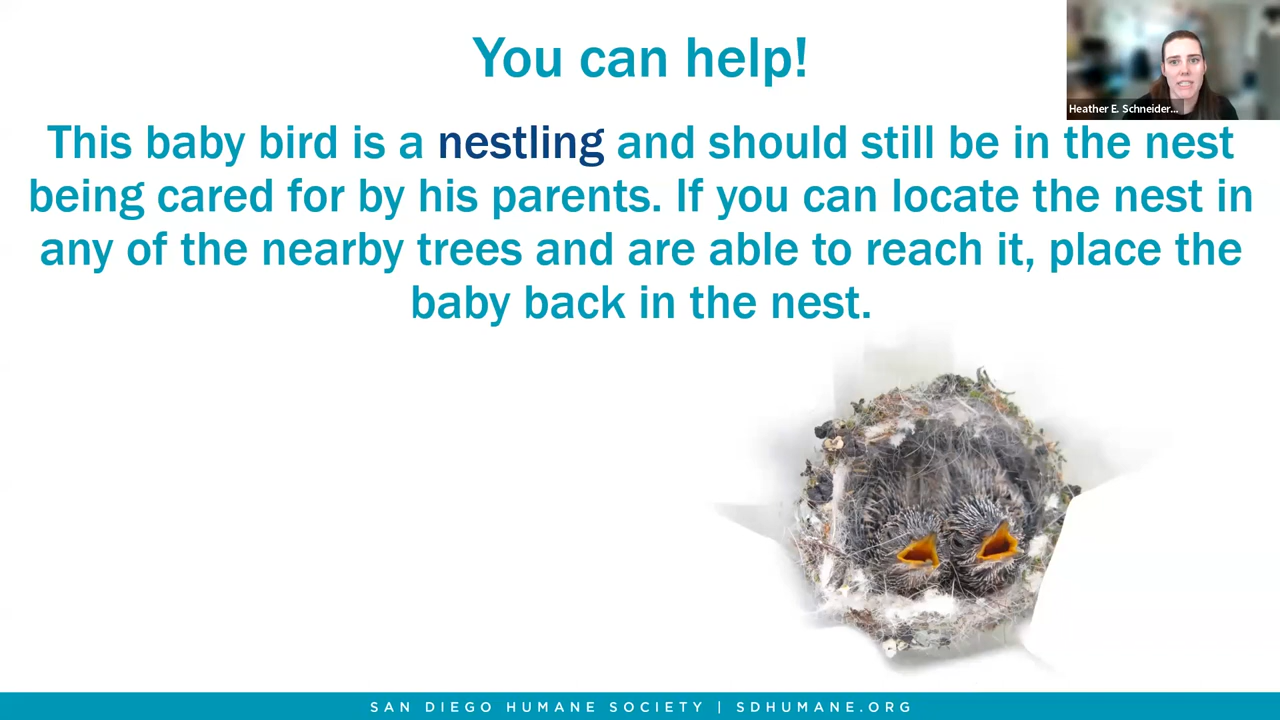 You can help!
Heather E. Schneider...
This baby bird is a nestling and should still be in the nest
being cared for by his parents. If you can locate the nest in
any of the nearby trees and are able to reach it, place the
baby back in the nest.
SAN DIEGO HUMANE SOCIETY | SDHUMANE.ORG